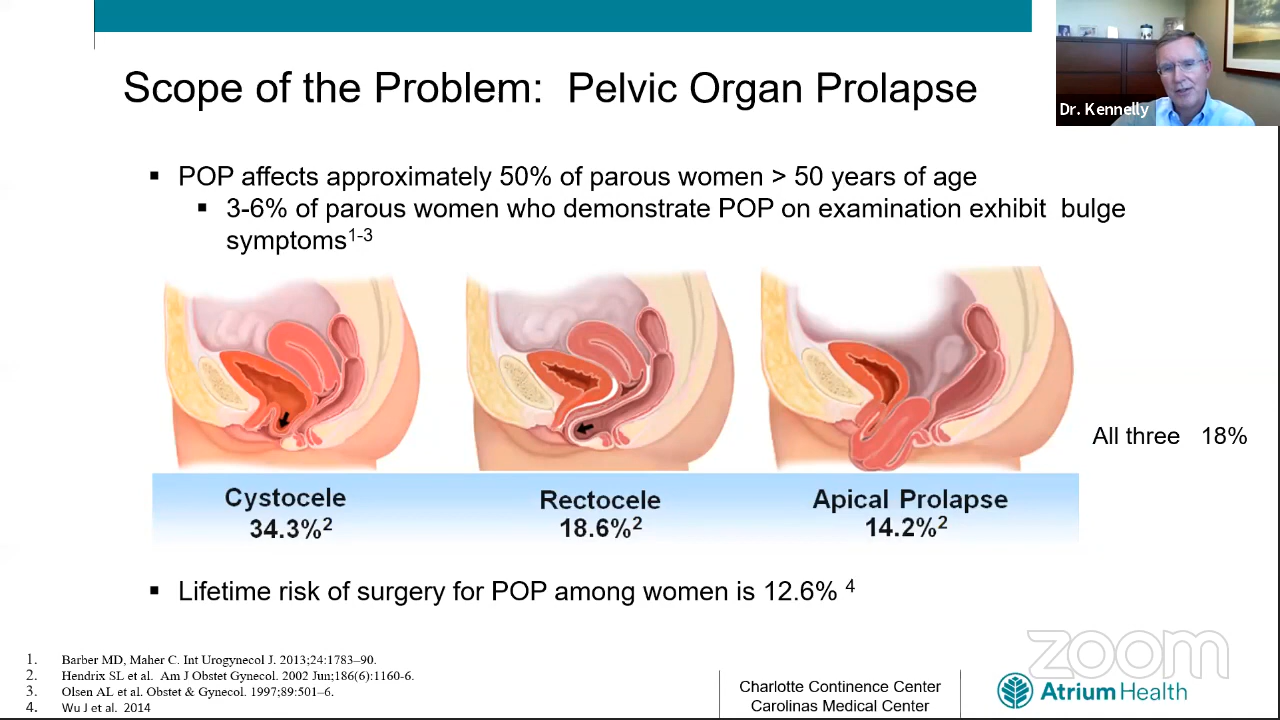 Scope of the Problem: Pelvic Organ Prolapse
Dr. Kennelly
▪ POP affects approximately 50% of parous women > 50 years of age
▪ 3-6% of parous women who demonstrate POP on examination exhibit bulge
symptoms1-3
All three 18%
Cystocele
34.3%2
Rectocele
18.6%2
Apical Prolapse
14.2%2
▪ Lifetime risk of surgery for POP among women is 12.6% 4
1. Barber MD, Maher C. Int Urogynecol J. 2013;24:1783–90.
2. Hendrix SL et al. Am J Obstet Gynecol. 2002 Jun;186(6):1160-6.
3. Olsen AL et al. Obstet & Gynecol. 1997;89:501–6.
4. Wu J et al. 2014
Charlotte Continence Center
Carolinas Medical Center
zoom
Atrium Health